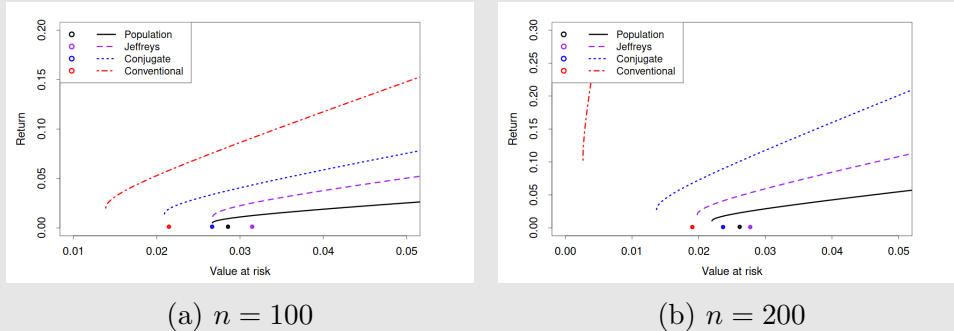 Population
Jeffreys
Conjugate
Conventional
Return
0.00 0.05 0.10 0.15 0.20
0.01 0.02 0.03 0.04 0.05
Value at risk
(a) n = 100
Population
Jeffreys
Conjugate
Conventional
Return
0.00 0.05 0.10 0.15 0.20 0.25 0.30
0.00 0.01 0.02 0.03 0.04 0.05
Value at risk
(b) n = 200